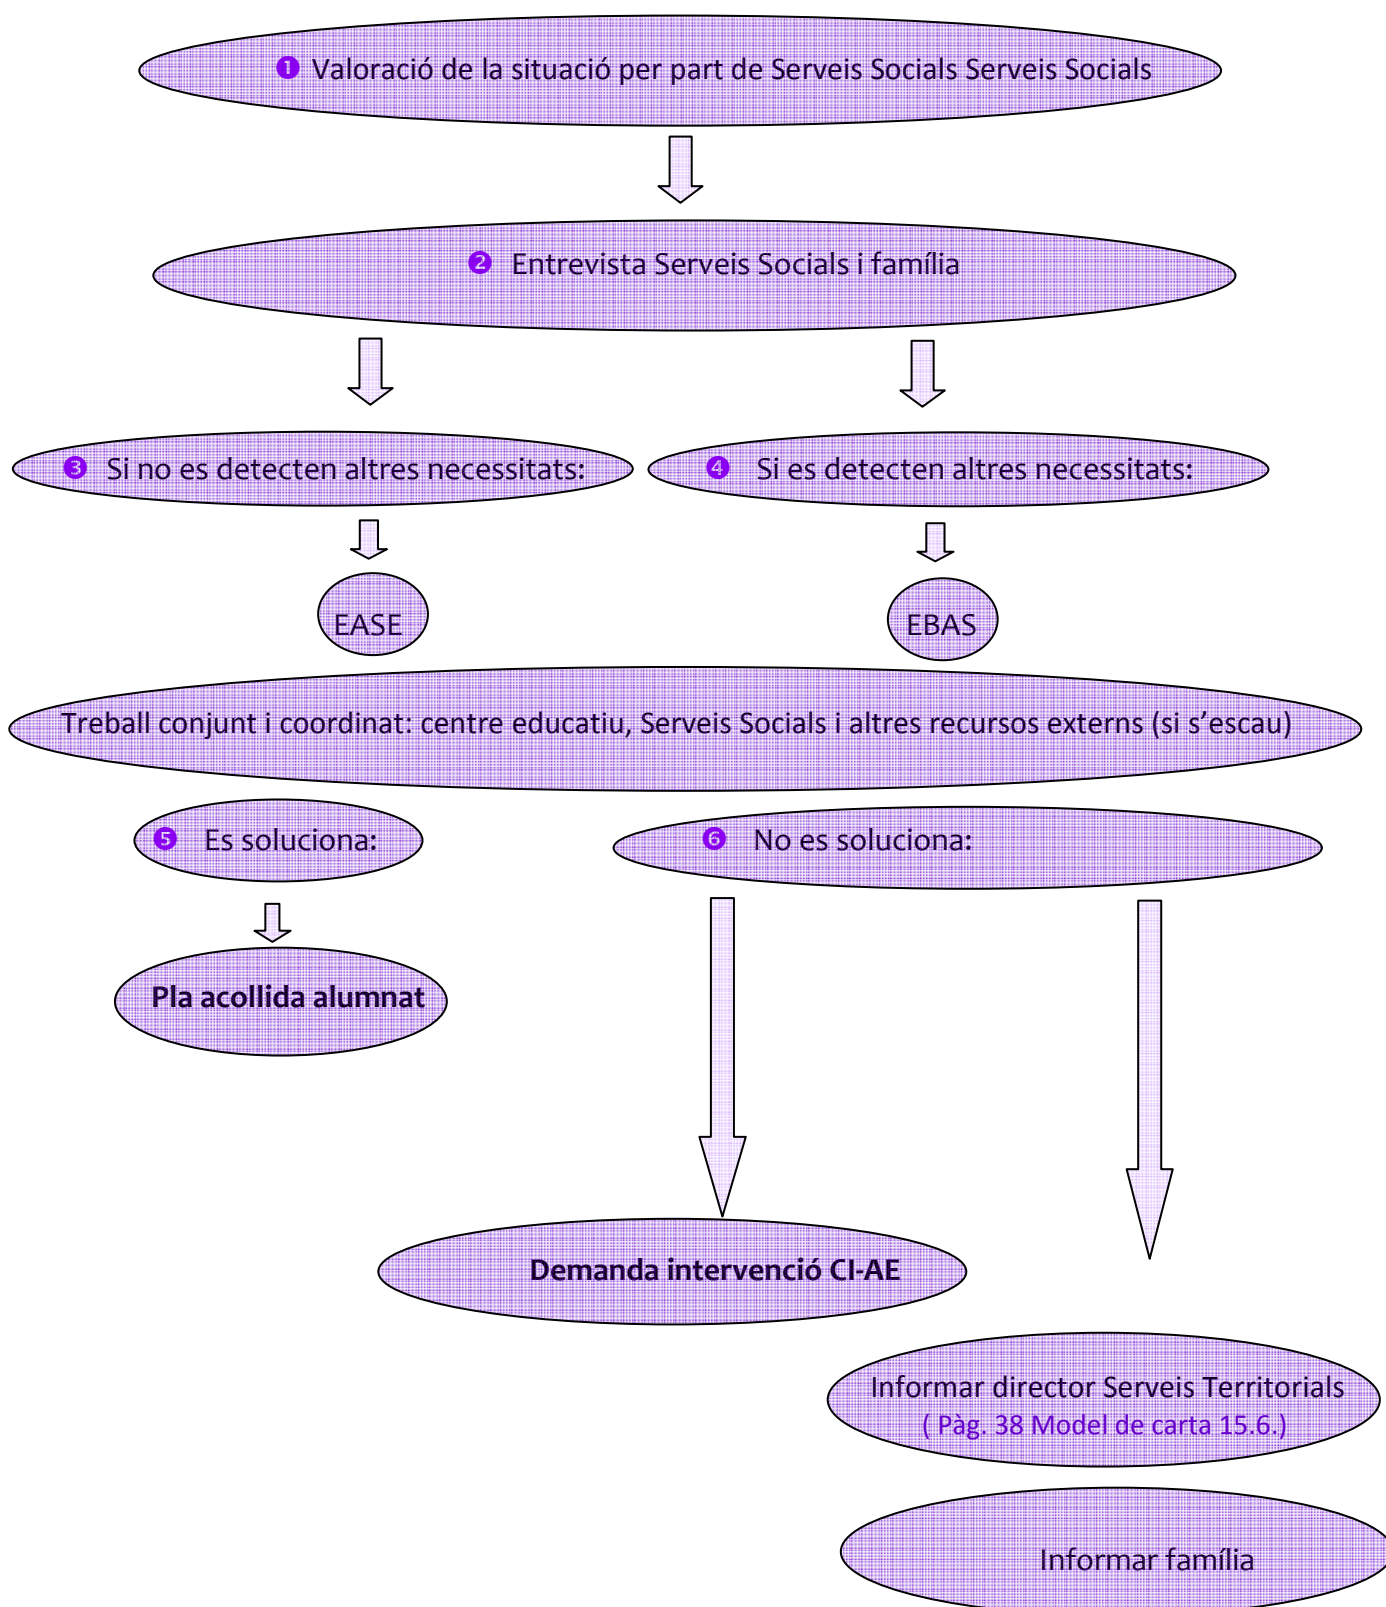 ❶ Valoració de la situació per part de Serveis Socials Serveis Socials
❷ Entrevista Serveis Socials i família
❸ Si no es detecten altres necessitats:
❹ Si es detecten altres necessitats:
EASE
EBAS
Treball conjunt i coordinat: centre educatiu, Serveis Socials i altres recursos externs (si s’escau)
❺ Es soluciona:
❻ No es soluciona:
Pla acollida alumnat
Demanda intervenció CI-AE
Informar director Serveis Territorials
( Pàg. 38 Model de carta 15.6.)
Informar família